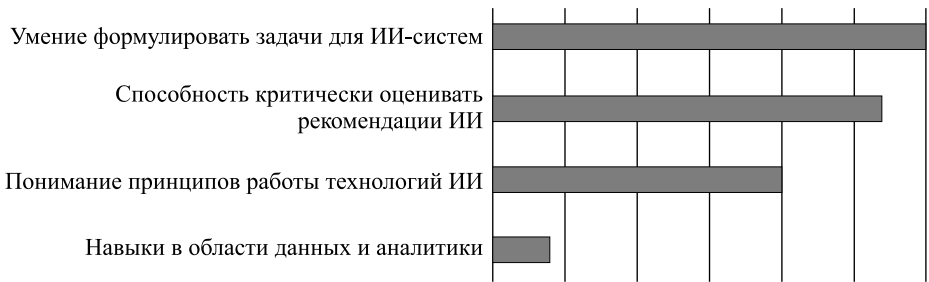 Умение формулировать задачи для ИИ-систем
Способность критически оценивать
рекомендации ИИ
Понимание принципов работы технологий ИИ
Навыки в области данных и аналитики